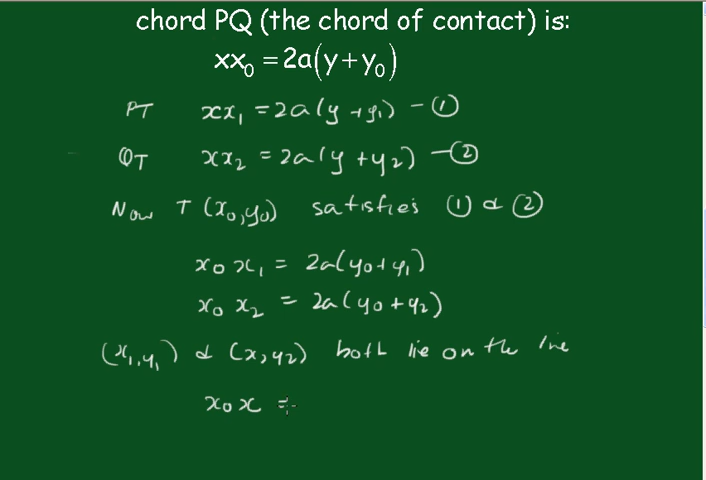 chord PQ (the chord of contact) is:
xx₀ = 2a(y+y₀)
PT xx₁ = 2a(y+y₁) – ①
QT xx₂ = 2a(y+y₂) – ②
Now T (x₀,y₀) satisfies ① & ②
x₀x₁ = 2a(y₀+y₁)
x₀x₂ = 2a(y₀+y₂)
(x₁,y₁) & (x,y₂) both lie on the line
x₀x =